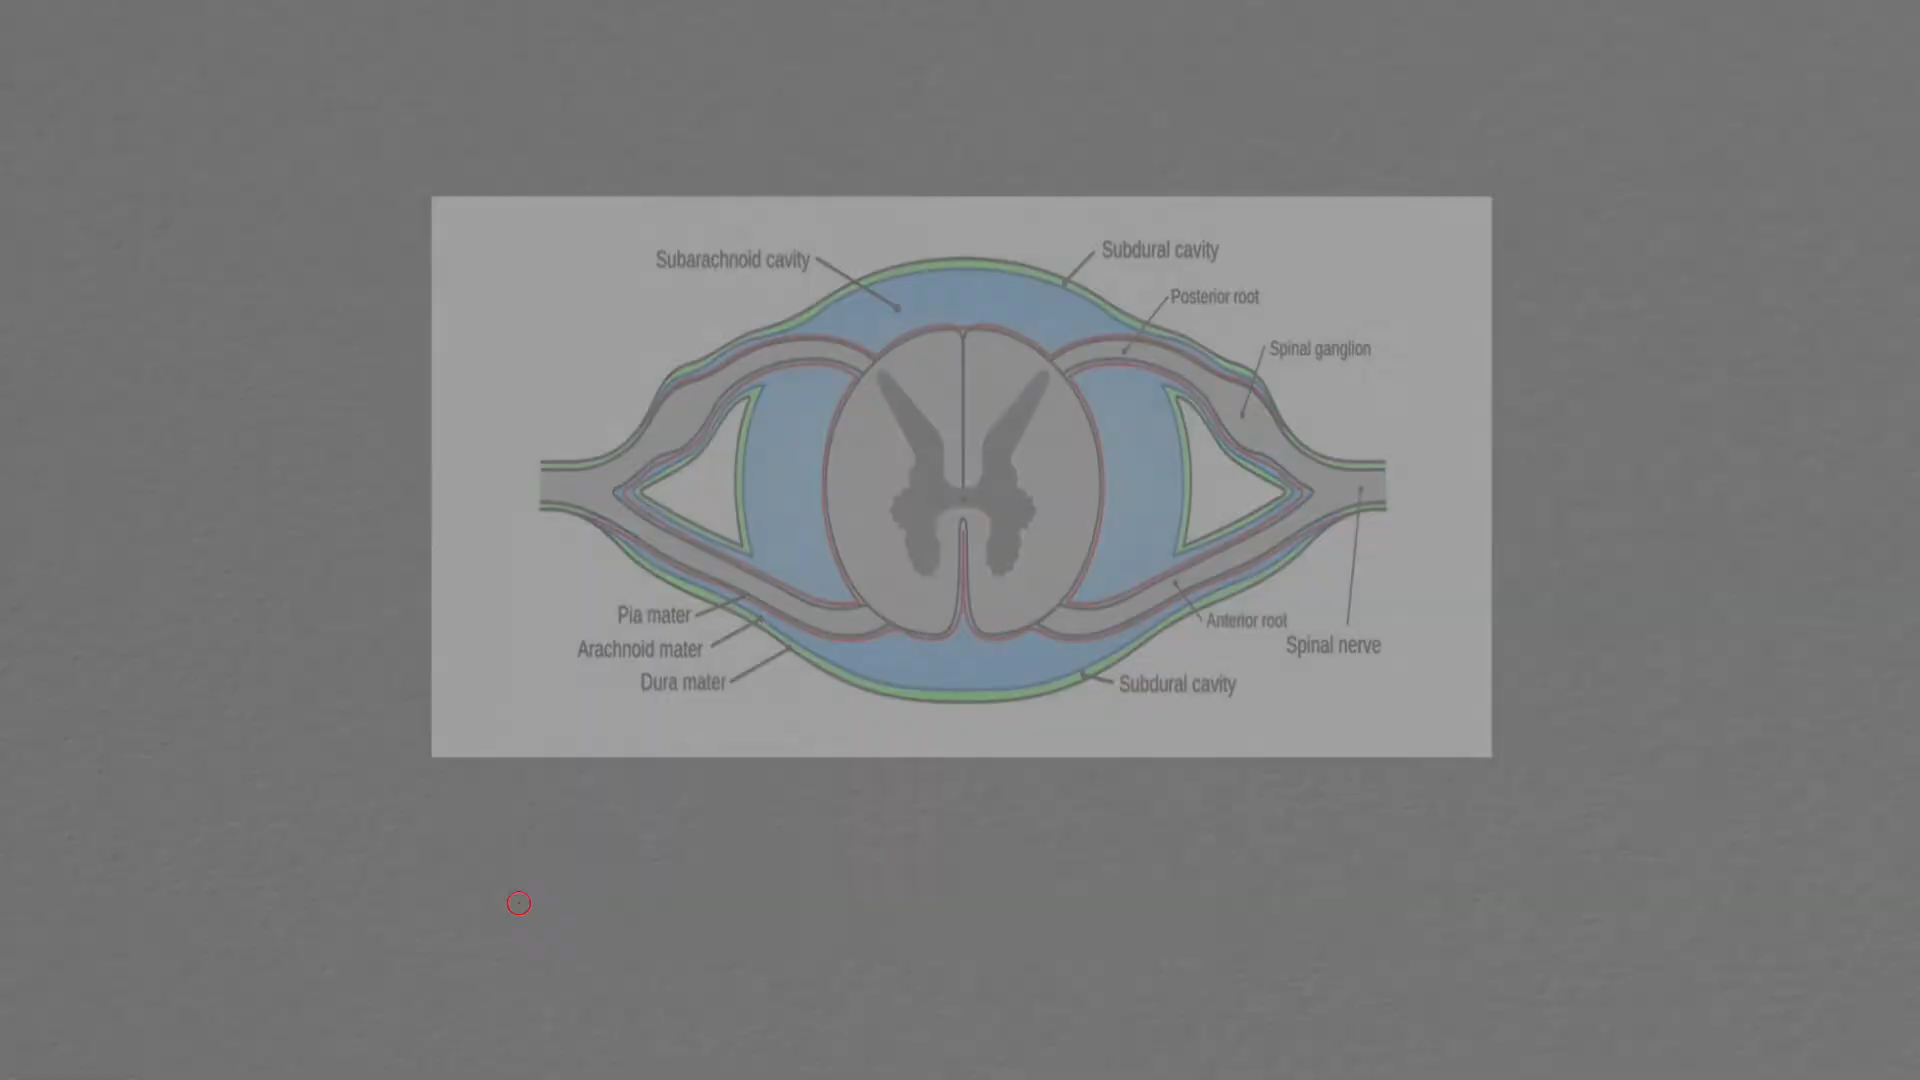 Subarachnoid cavity
Subdural cavity
Posterior root
Spinal ganglion
Pia mater
Arachnoid mater
Dura mater
Anterior root
Spinal nerve
Subdural cavity